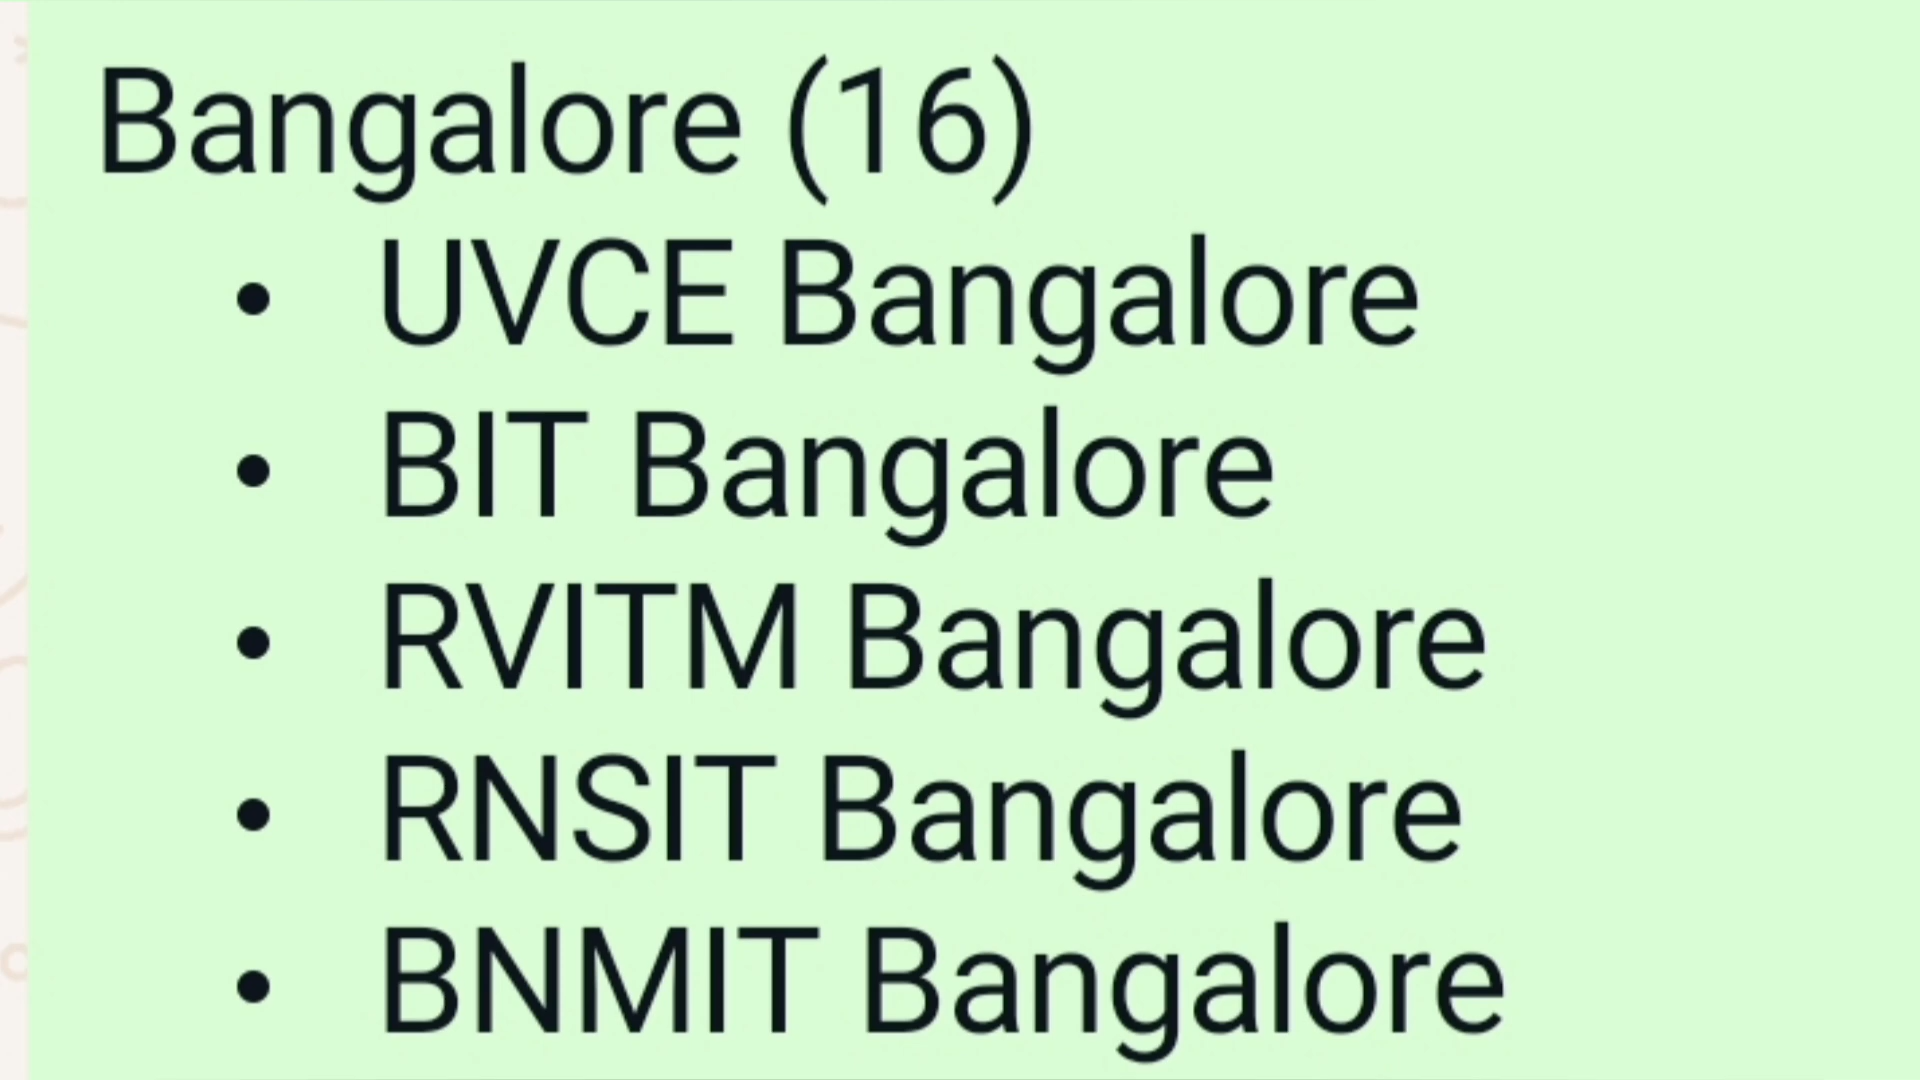 Bangalore (16)
• UVCE Bangalore
• BIT Bangalore
• RVITM Bangalore
• RNSIT Bangalore
• BNMIT Bangalore